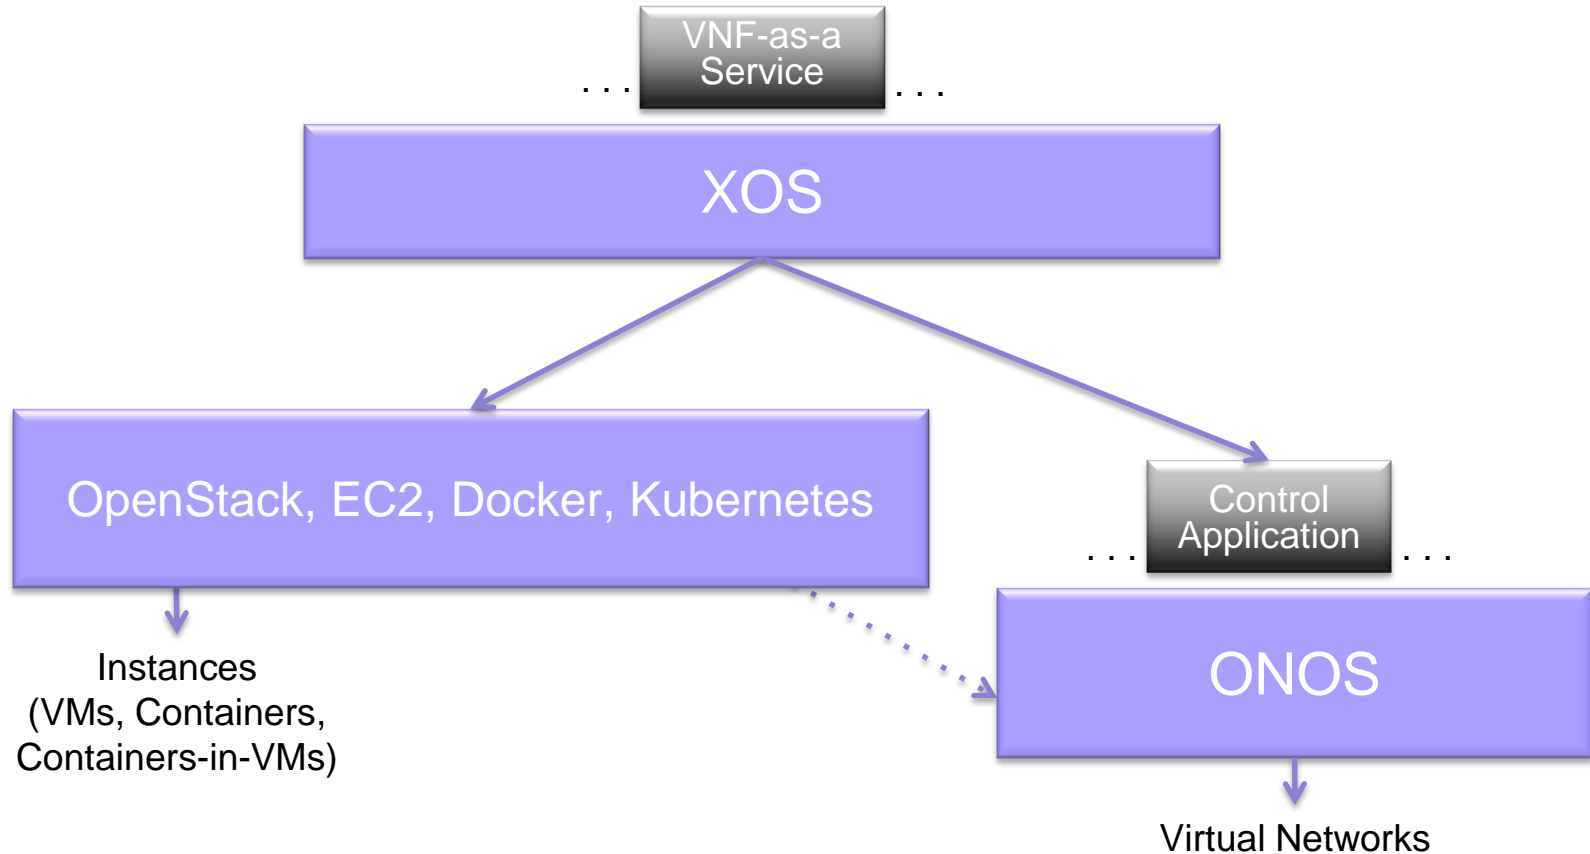 VNF-as-a
Service
. . .
. . .
XOS
OpenStack, EC2, Docker, Kubernetes
Control
Application
. . .
. . .
Instances
(VMs, Containers,
Containers-in-VMs)
ONOS
Virtual Networks